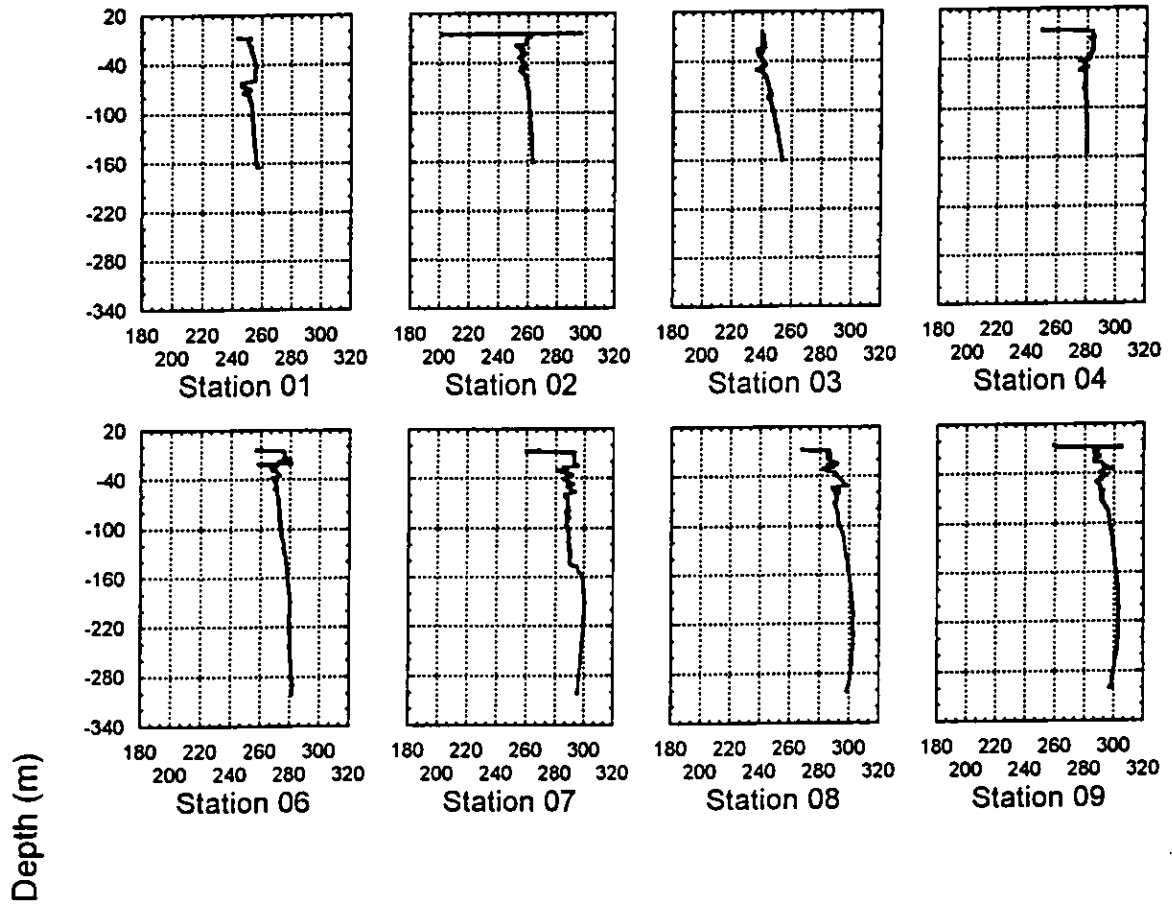 20
-40
-100
-160
-220
-280
-340
180 220 260 300
200 240 280 320
Station 01
180 220 260 300
200 240 280 320
Station 02
180 220 260 300
200 240 280 320
Station 03
180 220 260 300
200 240 280 320
Station 04
20
-40
-100
-160
-220
-280
-340
180 220 260 300
200 240 280 320
Station 06
180 220 260 300
200 240 280 320
Station 07
180 220 260 300
200 240 280 320
Station 08
180 220 260 300
200 240 280 320
Station 09
Depth (m)